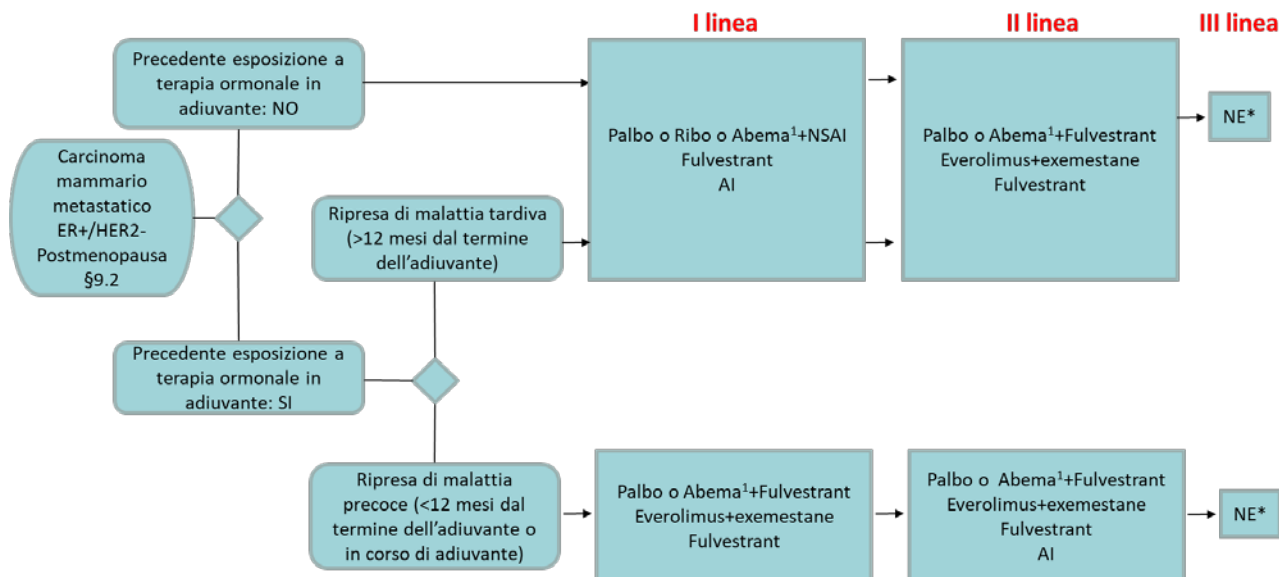 I linea
II linea
III linea
Precedente esposizione a
terapia ormonale in
adiuvante: NO
Palbo o Ribo o Abema¹+NSAI
Fulvestrant
AI
Palbo o Abema¹+Fulvestrant
Everolimus+exemestane
Fulvestrant
NE*
Carcinoma
mammario
metastatico
ER+/HER2-
Postmenopausa
§9.2
Ripresa di malattia tardiva
(>12 mesi dal termine
dell’adiuvante)
Precedente esposizione a
terapia ormonale in
adiuvante: SI
Ripresa di malattia
precoce (<12 mesi dal
termine dell’adiuvante o
in corso di adiuvante)
Palbo o Abema¹+Fulvestrant
Everolimus+exemestane
Fulvestrant
Palbo o Abema¹+Fulvestrant
Everolimus+exemestane
Fulvestrant
AI
NE*